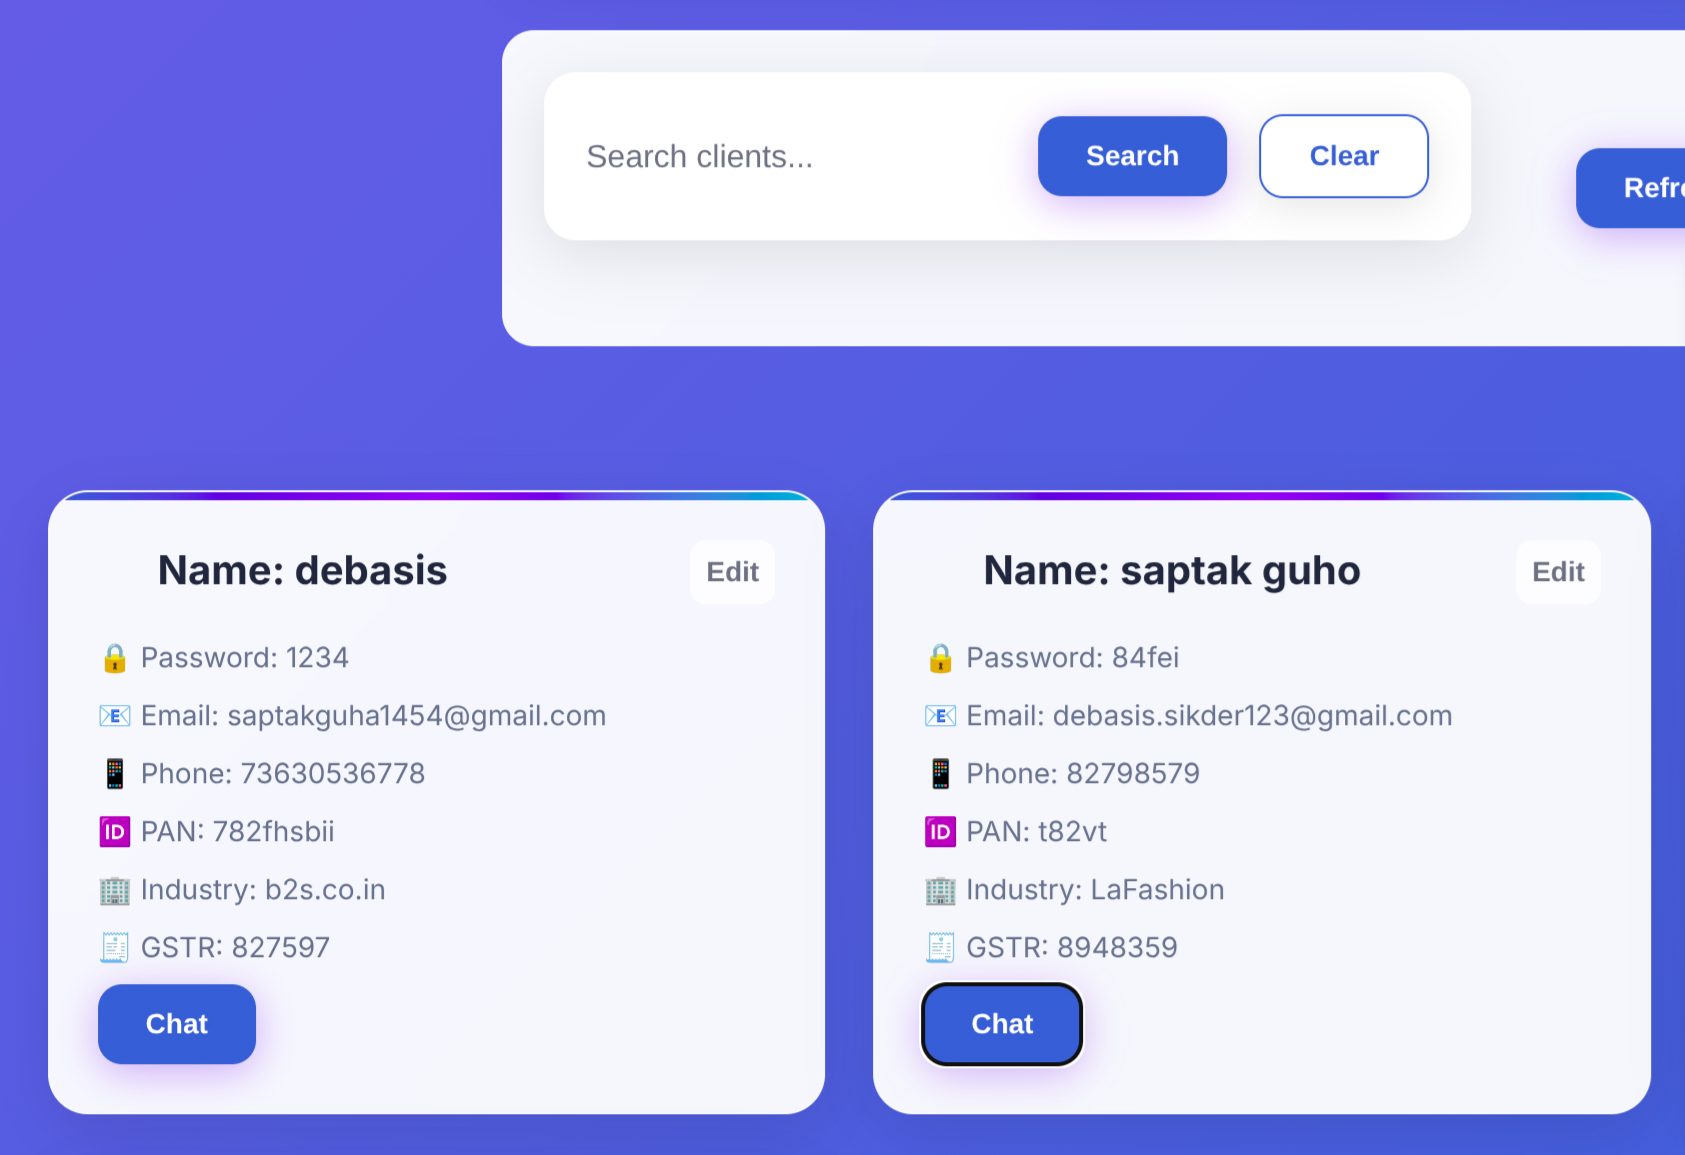 Search clients...
Search
Clear
Name: debasis
Edit
Password: 1234
Email: saptakguha1454@gmail.com
Phone: 73630536778
PAN: 782fhsbii
Industry: b2s.co.in
GSTR: 827597
Chat
Name: saptak guho
Edit
Password: 84fei
Email: debasis.sikder123@gmail.com
Phone: 82798579
PAN: t82vt
Industry: LaFashion
GSTR: 8948359
Chat